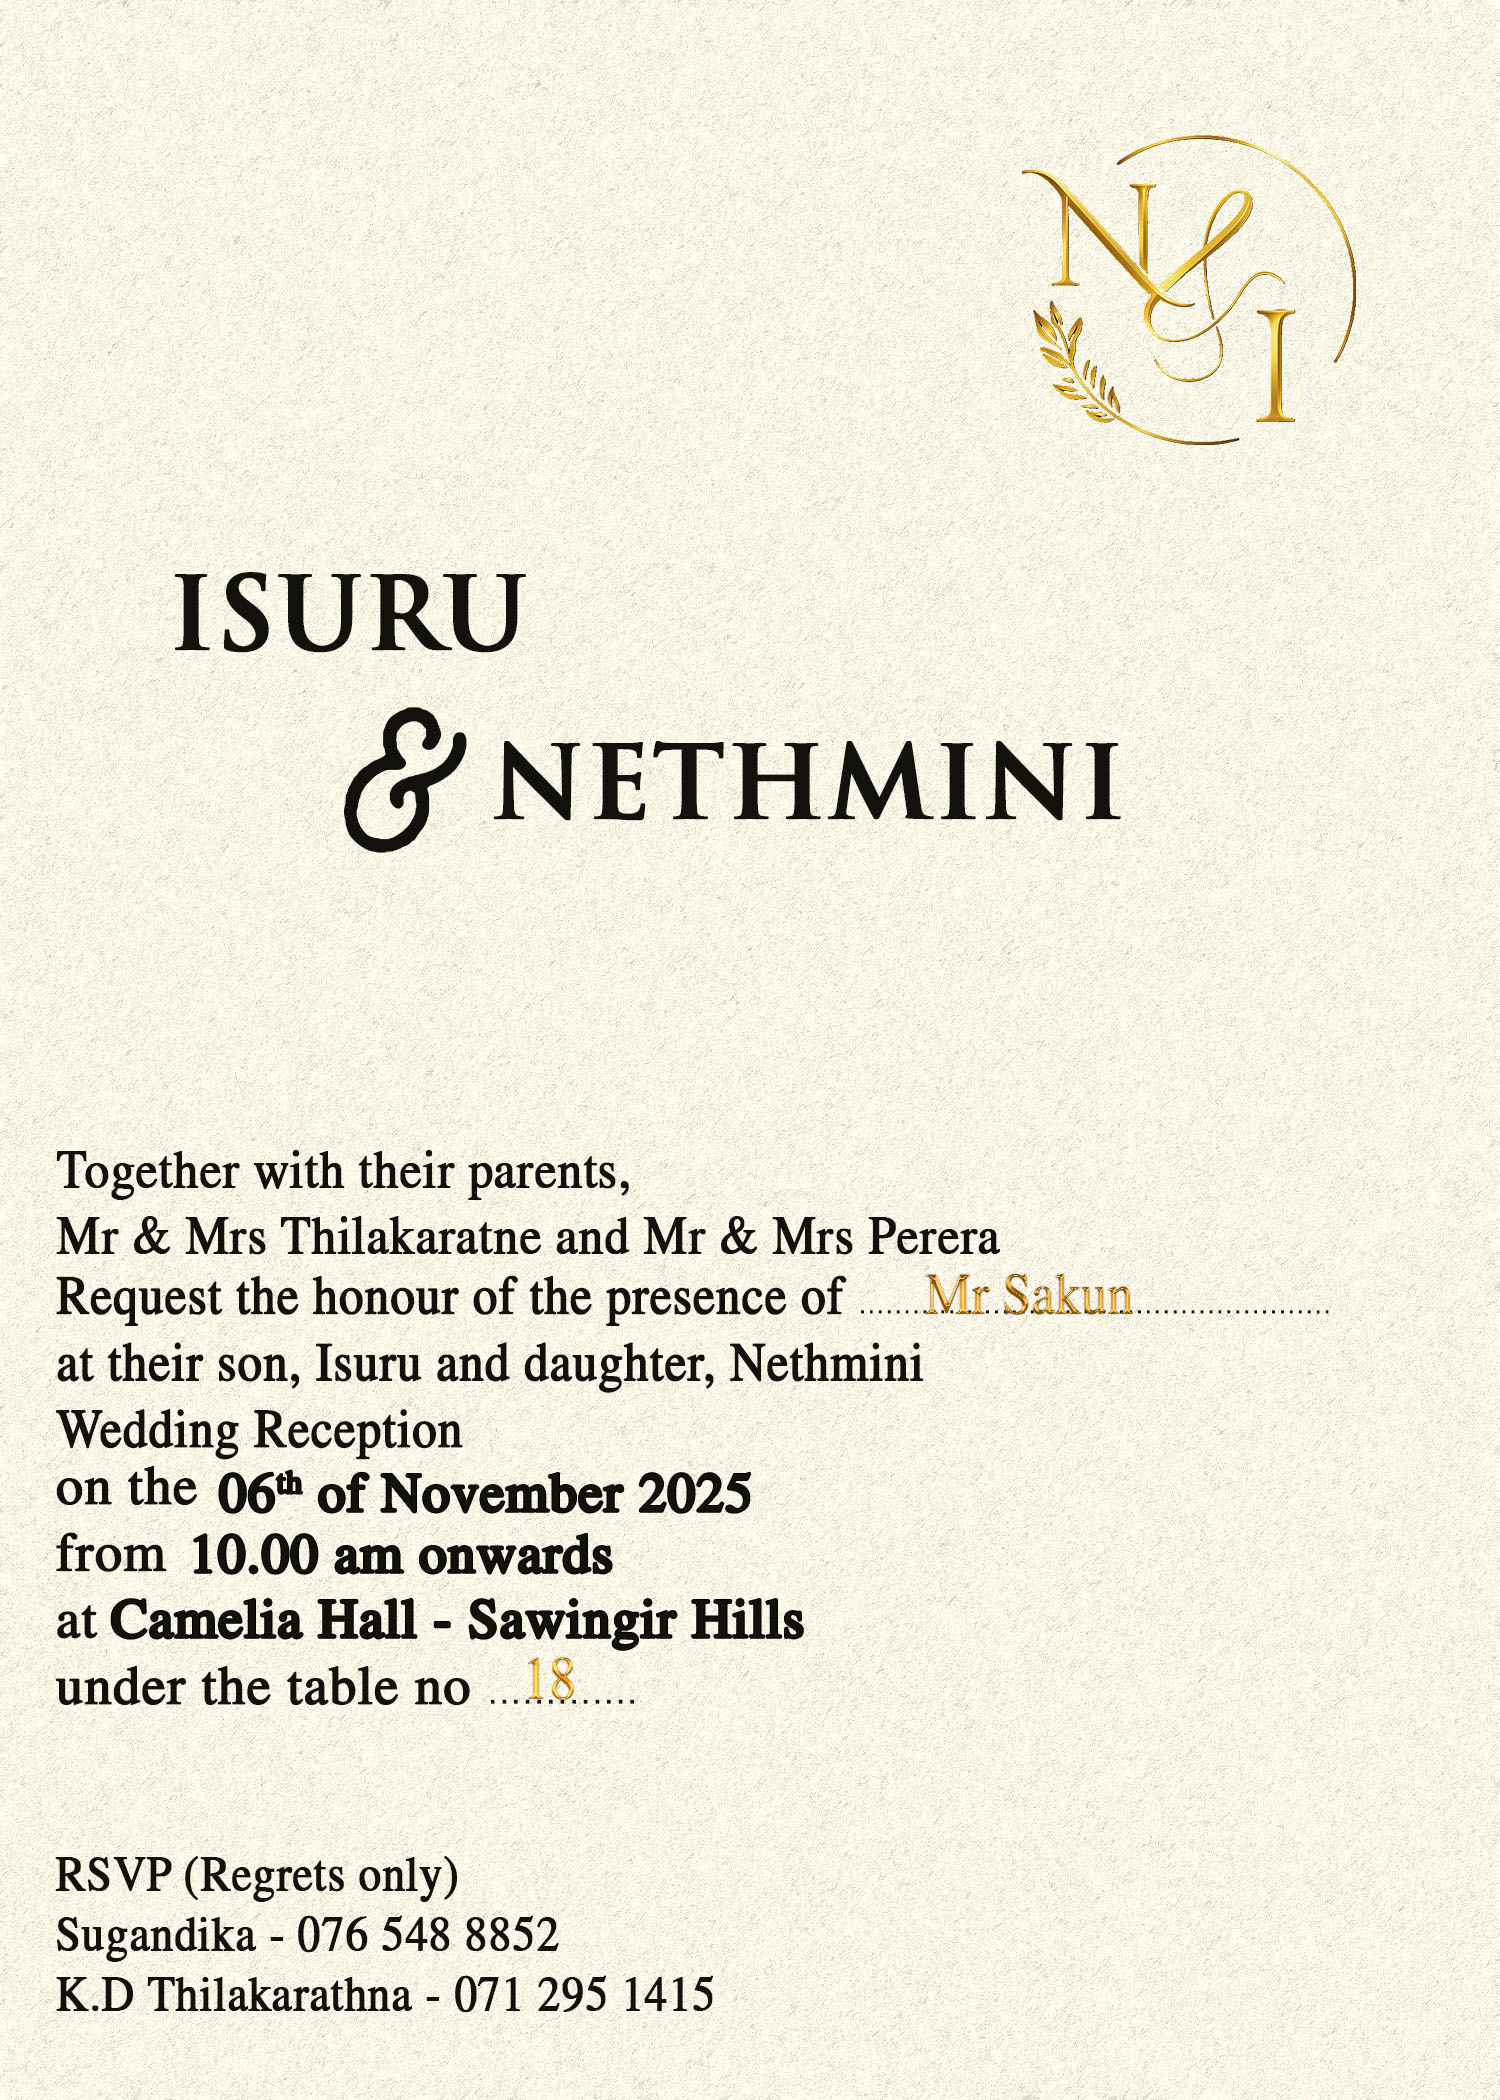 N & I
ISURU
& NETHMINI
Together with their parents,
Mr & Mrs Thilakaratne and Mr & Mrs Perera
Request the honour of the presence of ........Mr Sakun........................
at their son, Isuru and daughter, Nethmini
Wedding Reception
on the 06th of November 2025
from 10.00 am onwards
at Camelia Hall - Sawingir Hills
under the table no ....18......
RSVP (Regrets only)
Sugandika - 076 548 8852
K.D Thilakarathna - 071 295 1415